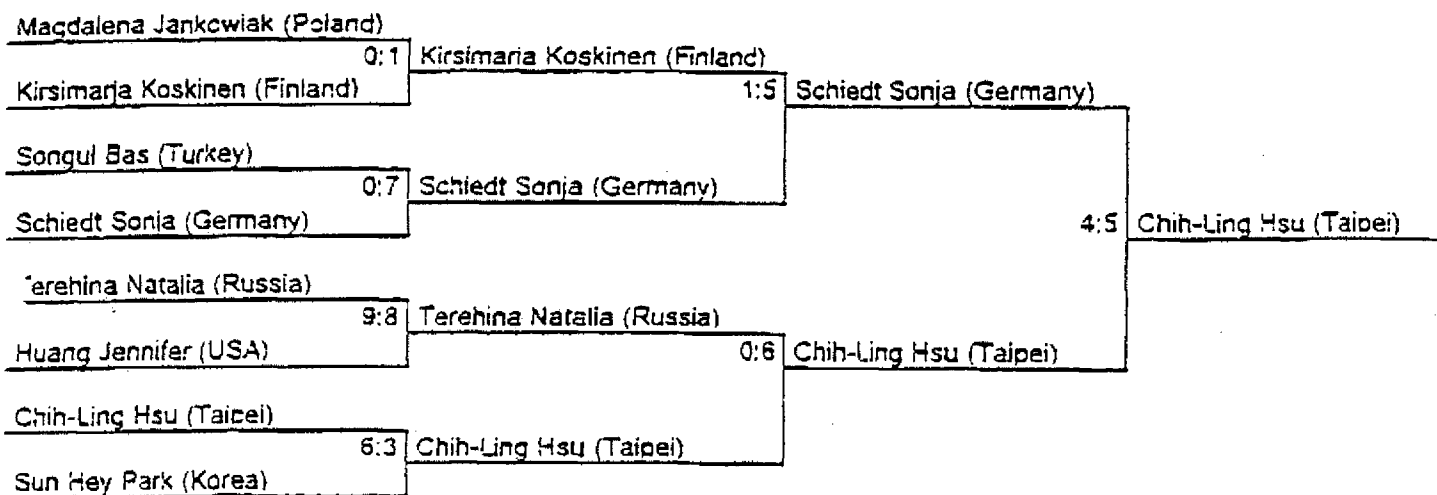 Magdalena Jankowiak (Poland)
0:1 Kirsimarja Koskinen (Finland)
Kirsimarja Koskinen (Finland)
1:5 Schiedt Sonja (Germany)
Songul Bas (Turkey)
0:7 Schiedt Sonja (Germany)
Schiedt Sonja (Germany)
4:5 Chih-Ling Hsu (Taipei)
Terehina Natalia (Russia)
9:8 Terehina Natalia (Russia)
Huang Jennifer (USA)
0:6 Chih-Ling Hsu (Taipei)
Chih-Ling Hsu (Taipei)
6:3 Chih-Ling Hsu (Taipei)
Sun Hey Park (Korea)